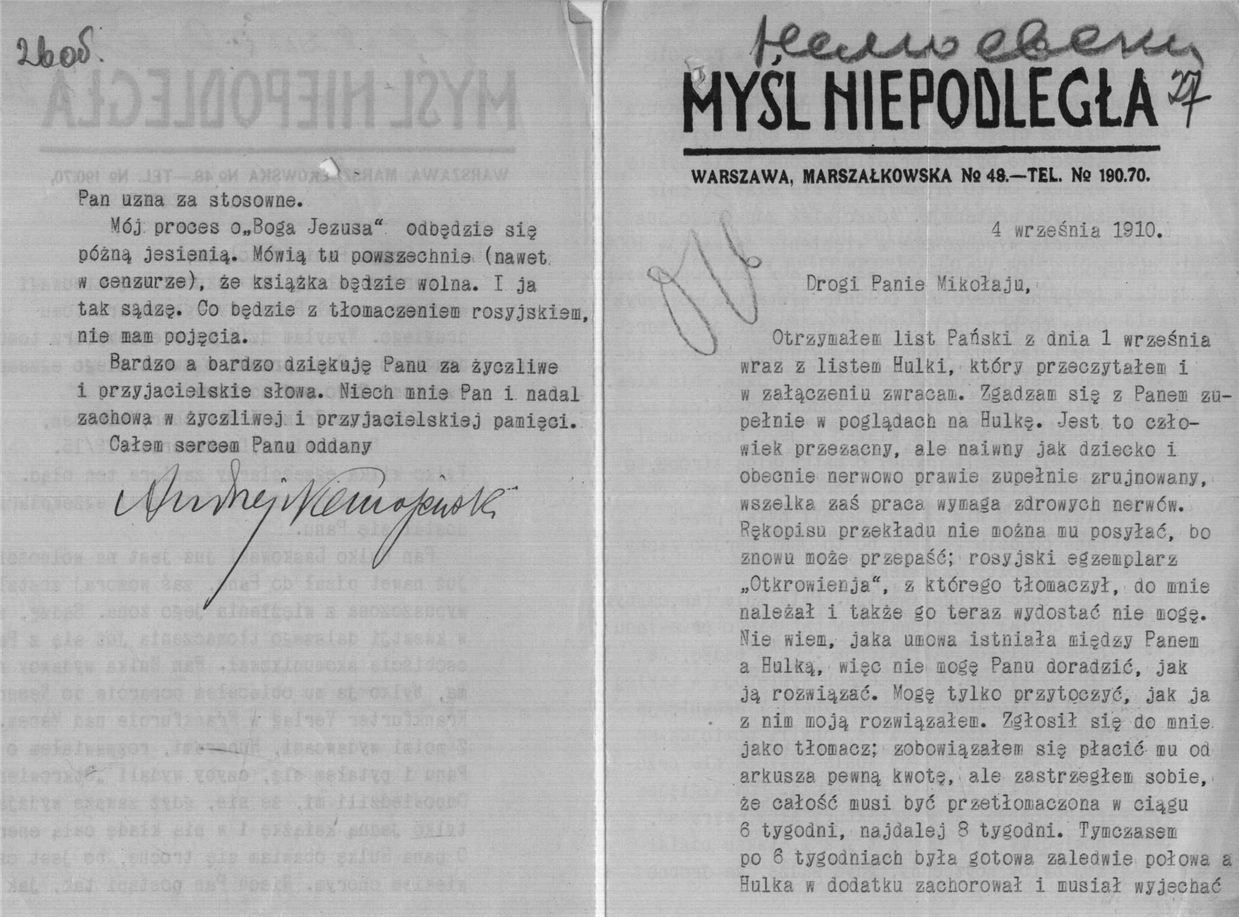 2606.
Pan uzna za stosowne.
Mój proces o „Boga Jezusa“ odbędzie się
póżną jesienią. Mówią tu powszechnie (nawet
w cenzurze), że książka będzie wolna. I ja
tak sądzę. Co będzie z tłomaczeniem rosyjskiem,
nie mam pojęcia.
Bardzo a bardzo dziękuję Panu za życzliwe
i przyjacielskie słowa. Niech mnie Pan i nadal
zachową w życzliwej i przyjacielskiej pamięci.
Całem sercem Panu oddany
Andrzej Niemojewski
MYŚL NIEPODLEGŁA
27
WARSZAWA, MARSZAŁKOWSKA № 48.—TEL. № 190.70.
4 września 1910.
Drogi Panie Mikołaju,
Otrzymałem list Pański z dnia 1 września
wraz z listem Hulki, który przeczytałem i
w załączeniu zwracam. Zgadzam się z Panem zu-
pełnie w poglądach na Hulkę. Jest to czło-
wiek przezacny, ale naiwny jak dziecko i
obecnie nerwowo prawie zupełnie zrujnowany,
wszelka zaś praca wymaga zdrowych nerwów.
Rękopisu przekładu nie można mu posyłać, bo
znowu może przepaść; rosyjski egzemplarz
„Otkrowienja“, z którego tłomaczył, do mnie
należał i także go teraz wydostać nie mogę.
Nie wiem, jaka umowa istniała między Panem
a Hulką, więc nie mogę Panu doradzić, jak
ją rozwiązać. Mogę tylko przytoczyć, jak ja
z nim moją rozwiązałem. Zgłosił się do mnie
jako tłomacz; zobowiązałem się płacić mu od
arkusza pewną kwotę, ale zastrzegłem sobie,
że całość musi być przetłomaczona w ciągu
6 tygodni, najdalej 8 tygodni. Tymczasem
po 6 tygodniach była gotowa zaledwie połowa a
Hulka w dodatku zachorował i musiał wyjechać